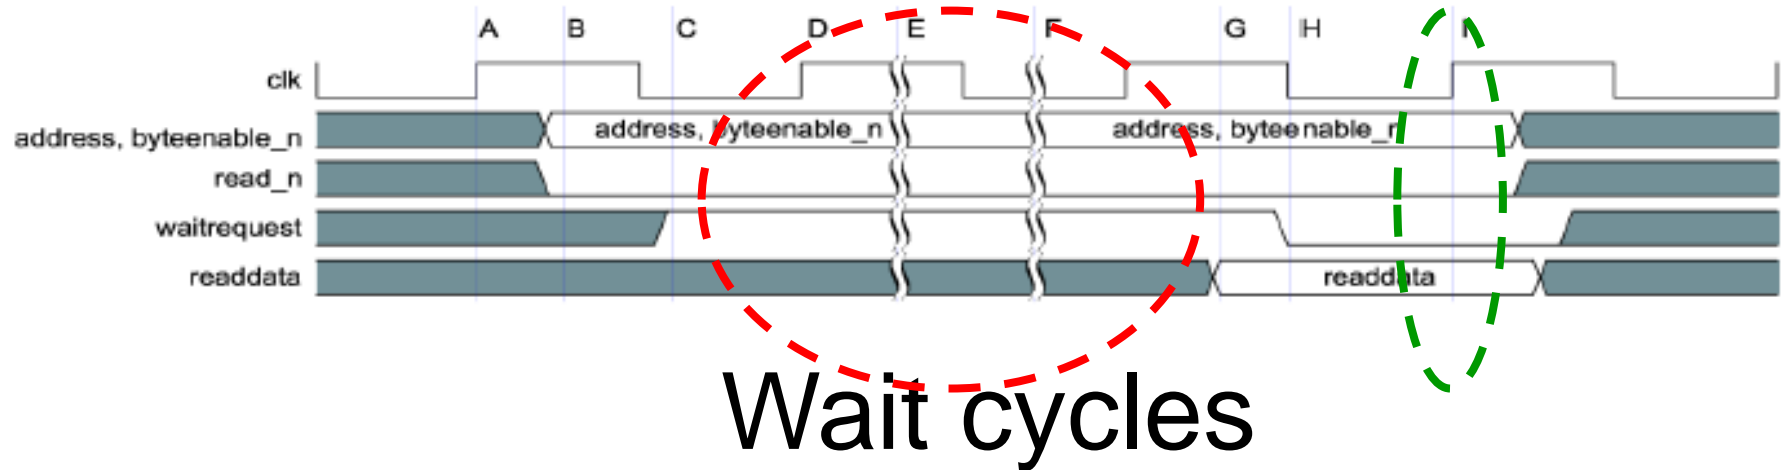 A B C D E F G H I
clk
address, byteenable_n address, byteenable_n address, byteenable_n
read_n
waitrequest
readdata readdata
Wait cycles